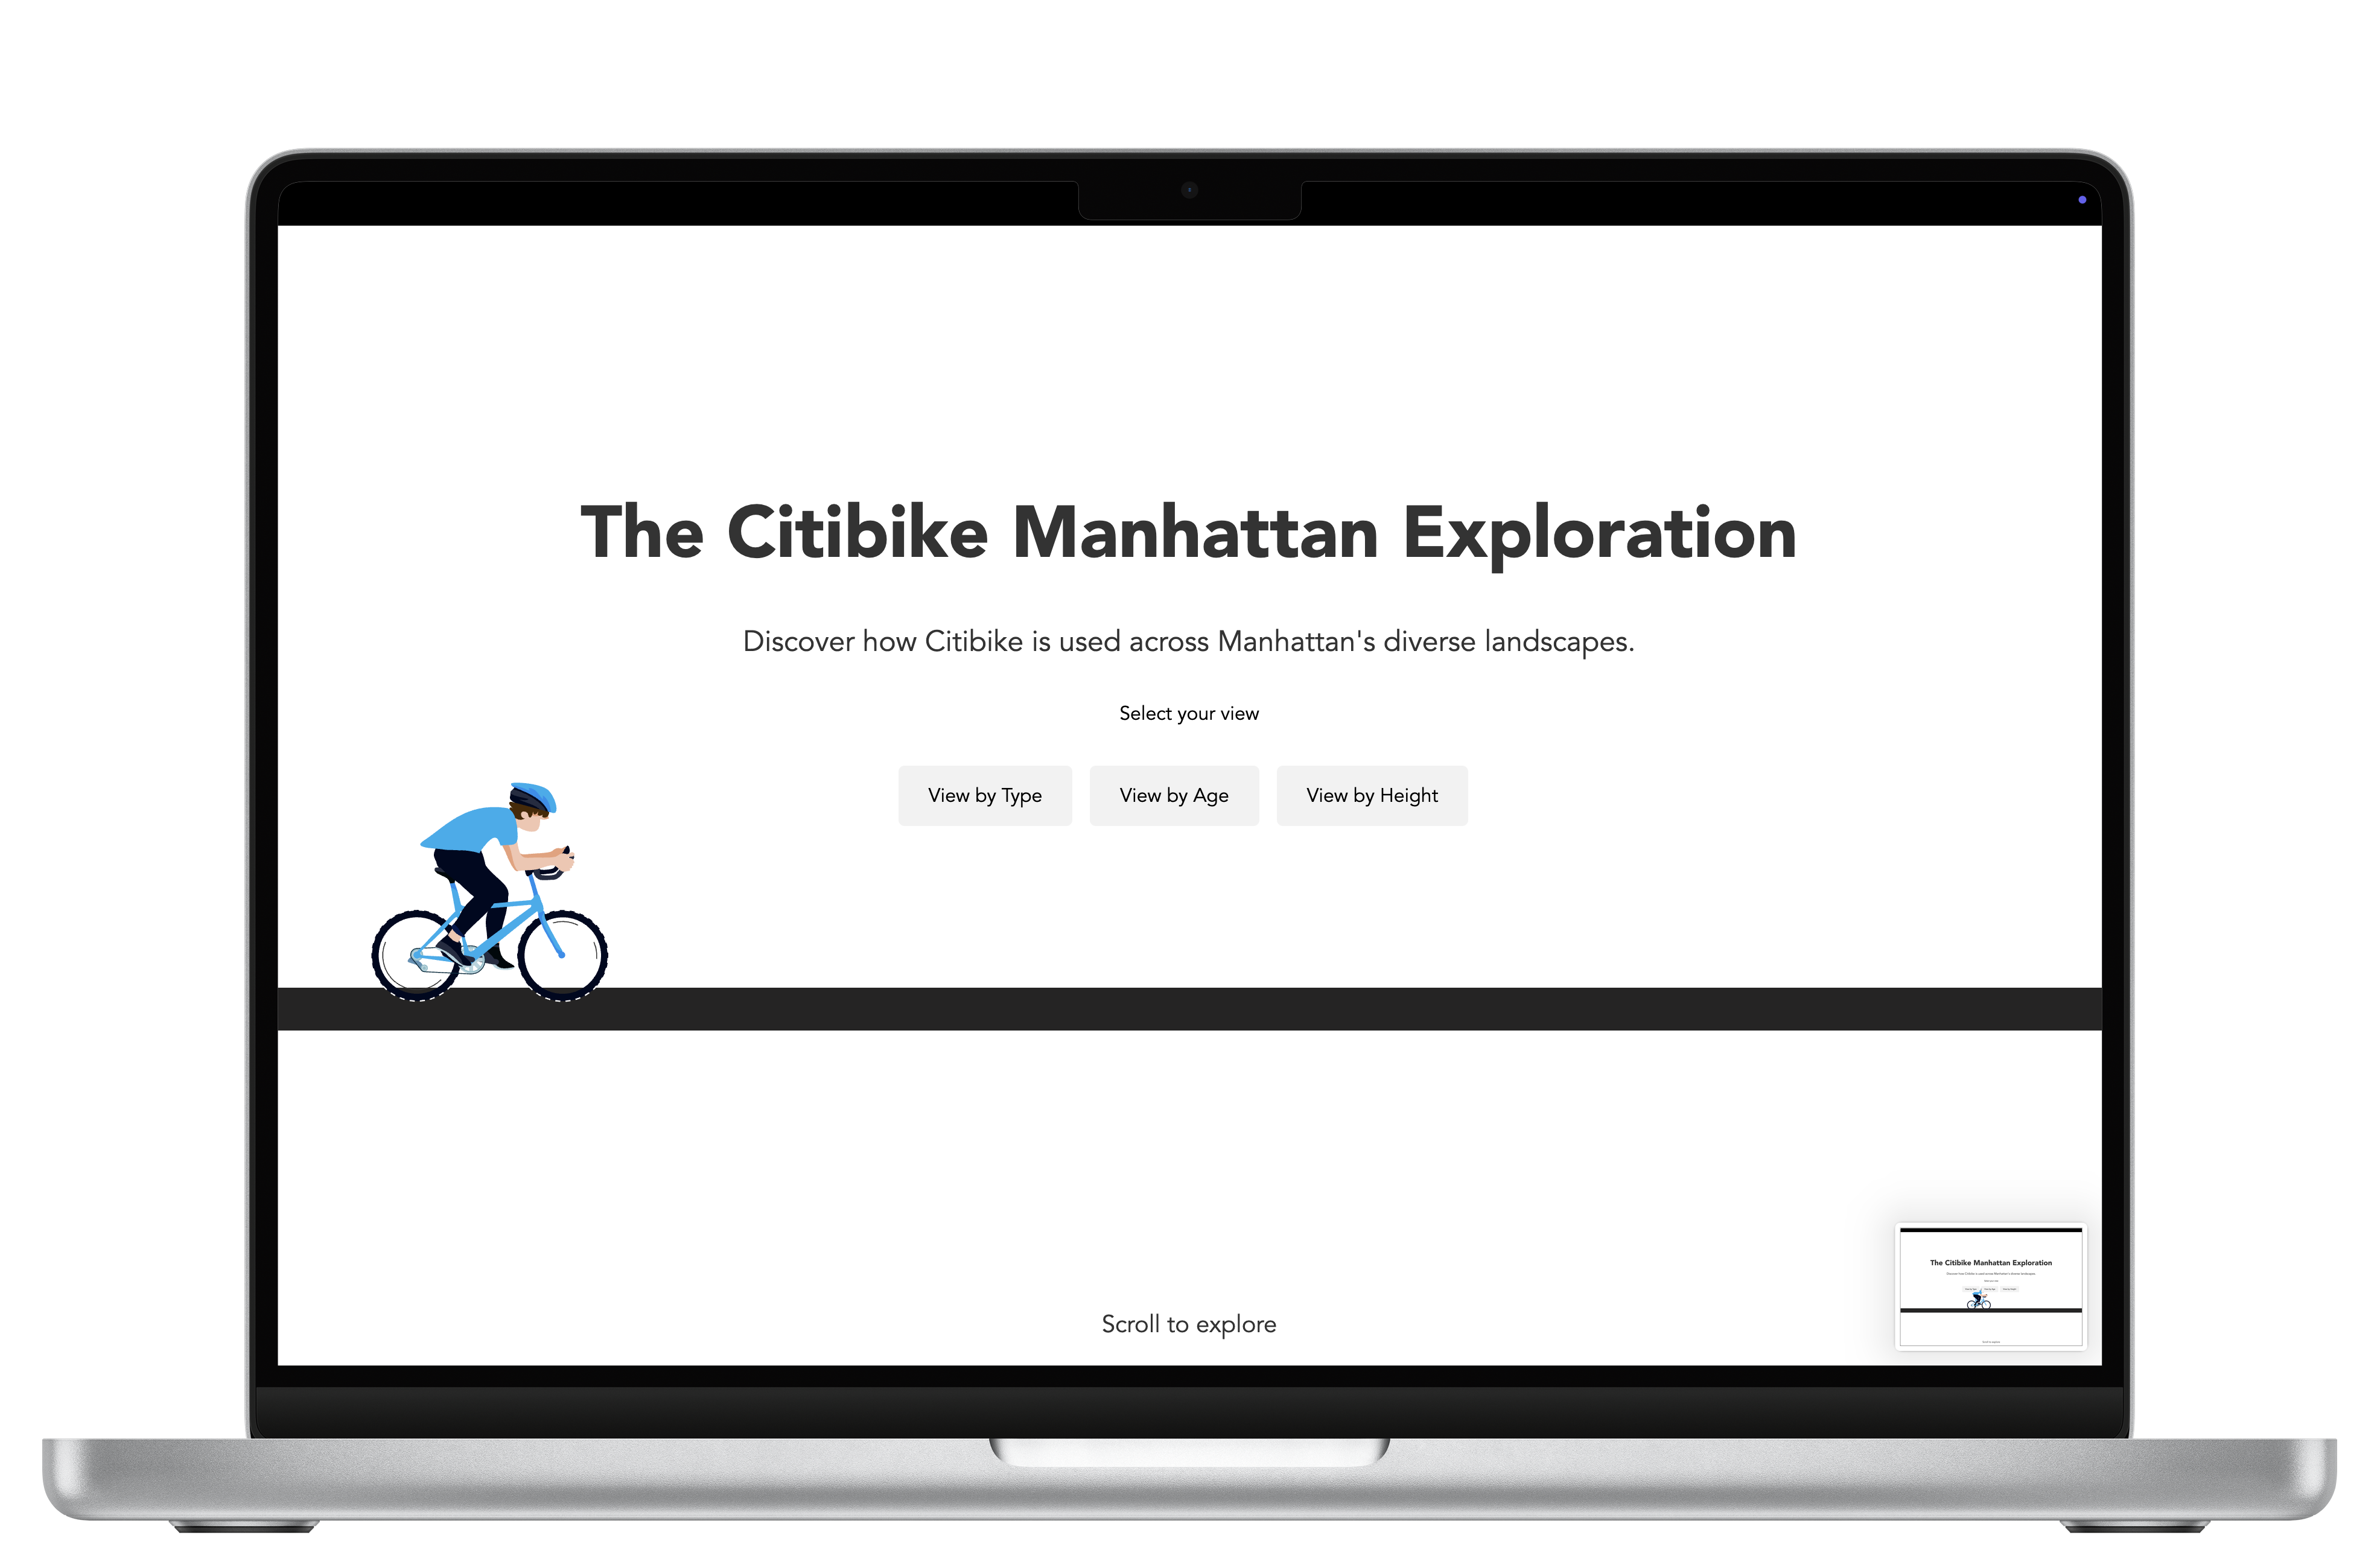 The Citibike Manhattan Exploration
Discover how Citibike is used across Manhattan's diverse landscapes.
Select your view
View by Type
View by Age
View by Height
Scroll to explore
The Citibike Manhattan Exploration